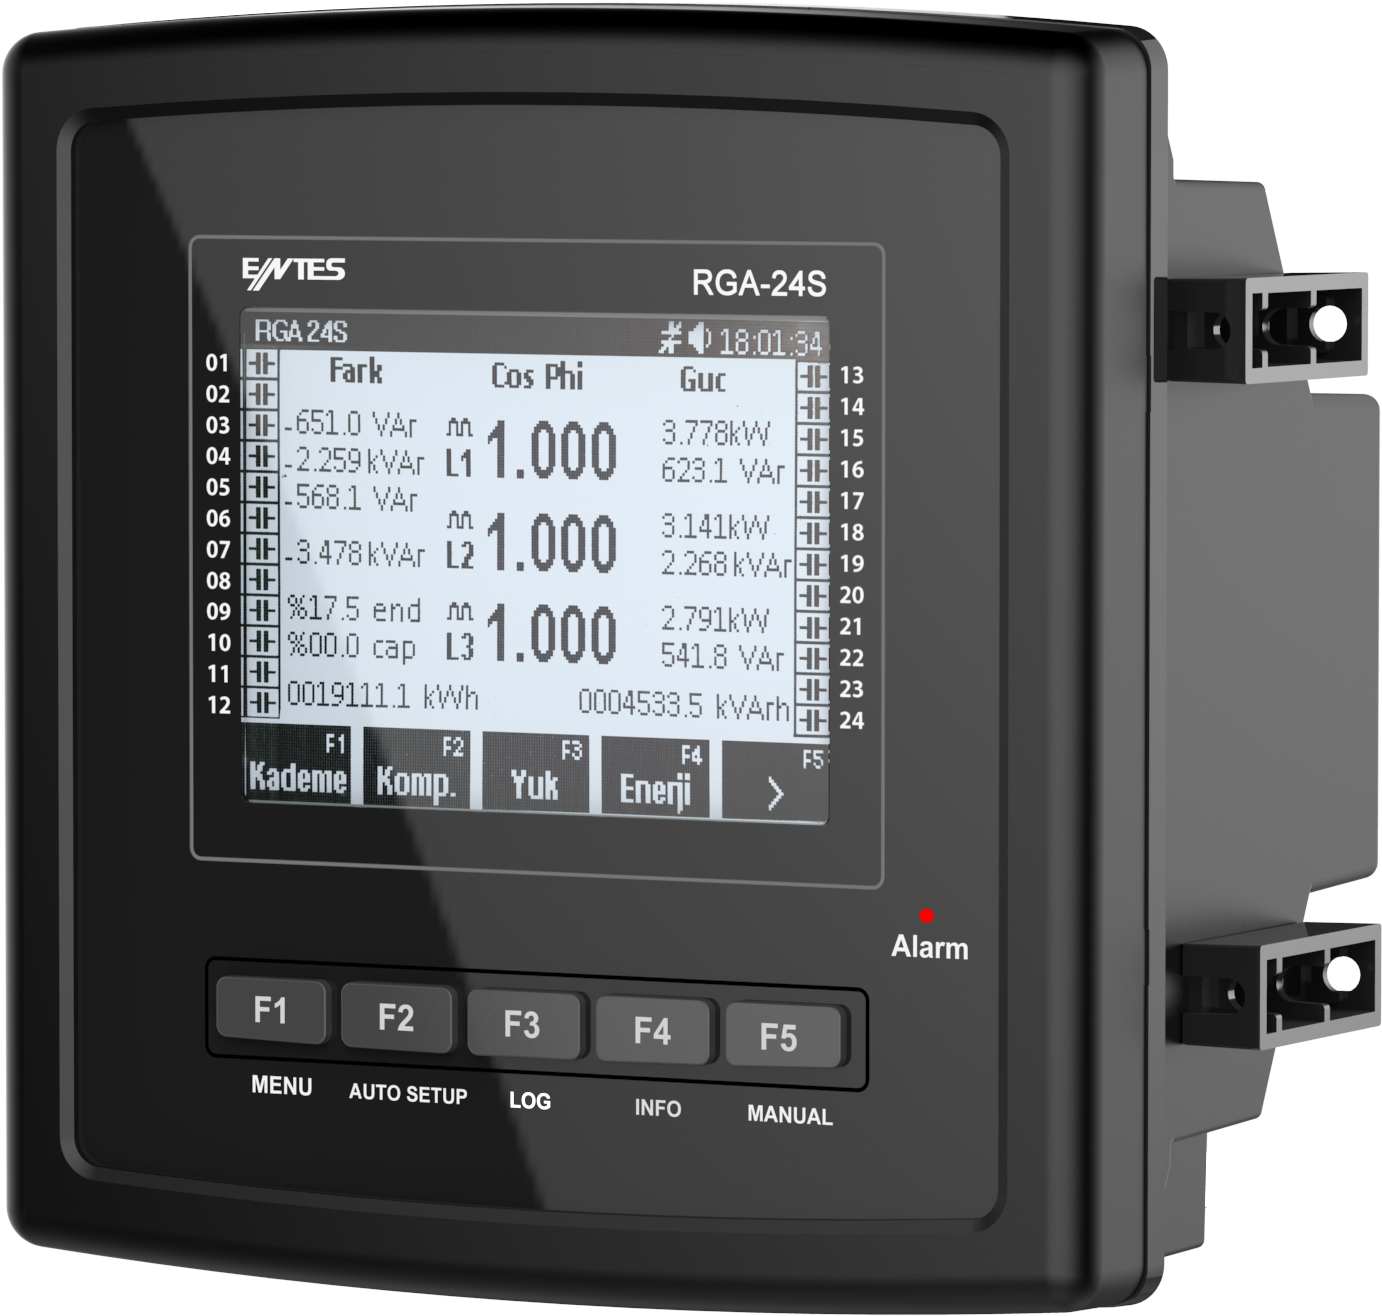 ENTES
RGA-24S
RGA 24S 18:01:34
Fark Cos Phi Guc
01
02
03
04
05
06
07
08
09
10
11
12
-651.0 VAr
-2.259 kVAr
-568.1 VAr
-3.478 kVAr
%17.5 end
%00.0 cap
L1 1.000
L2 1.000
L3 1.000
3.778kW
623.1 VAr
3.141kW
2.268 kVAr
2.791kW
541.8 VAr
0019111.1 kWh 0004533.5 kVArh
13
14
15
16
17
18
19
20
21
22
23
24
F1 F2 F3 F4 F5
Kademe Komp. Yuk Enerji >
Alarm
F1 F2 F3 F4 F5
MENU AUTO SETUP LOG INFO MANUAL